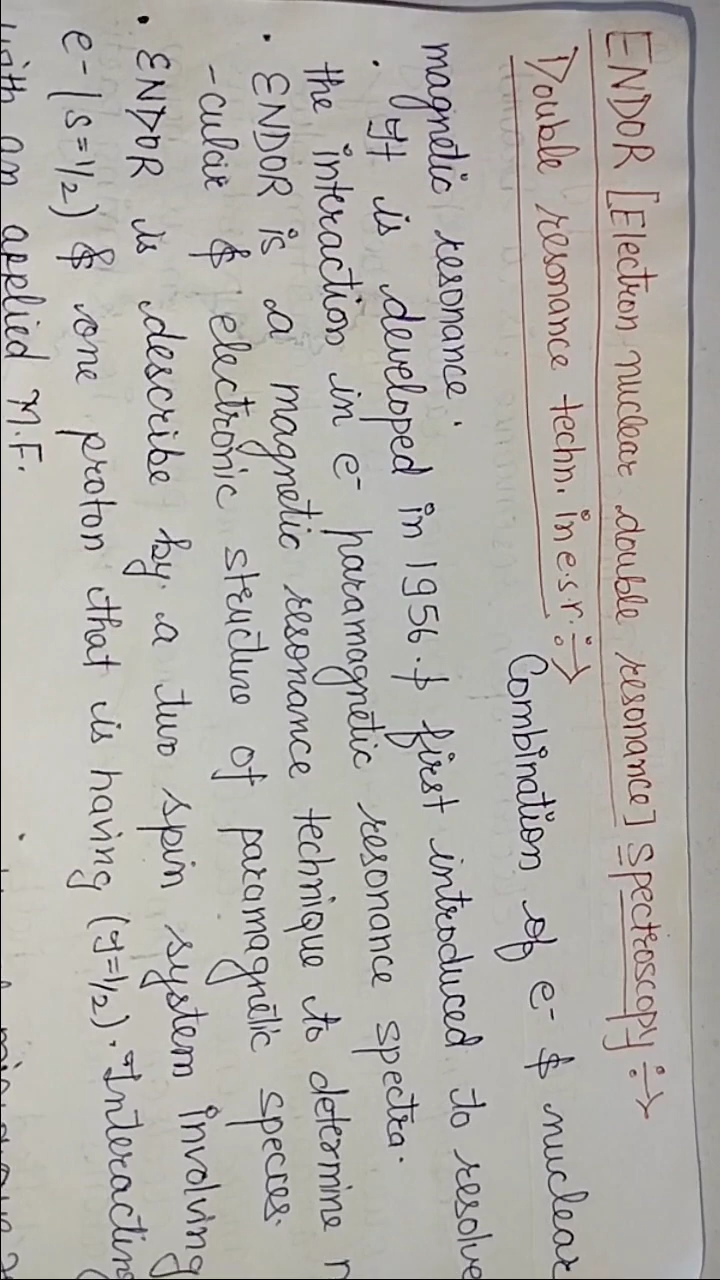 ENDOR [Electron nuclear double resonance] spectroscopy :→
Double resonance techn. in e.s.r. :→
Combination of e- & nuclear
magnetic resonance.
• It is developed in 1956 & first introduced to resolve
the interaction in e- paramagnetic resonance spectra.
• ENDOR is a magnetic resonance technique to determine
-cular & electronic structure of paramagnetic species.
• ENDOR is describe by a two spin system involving
e- (s=1/2) & one proton that is having (I=1/2). Interacting
with an applied M.F.